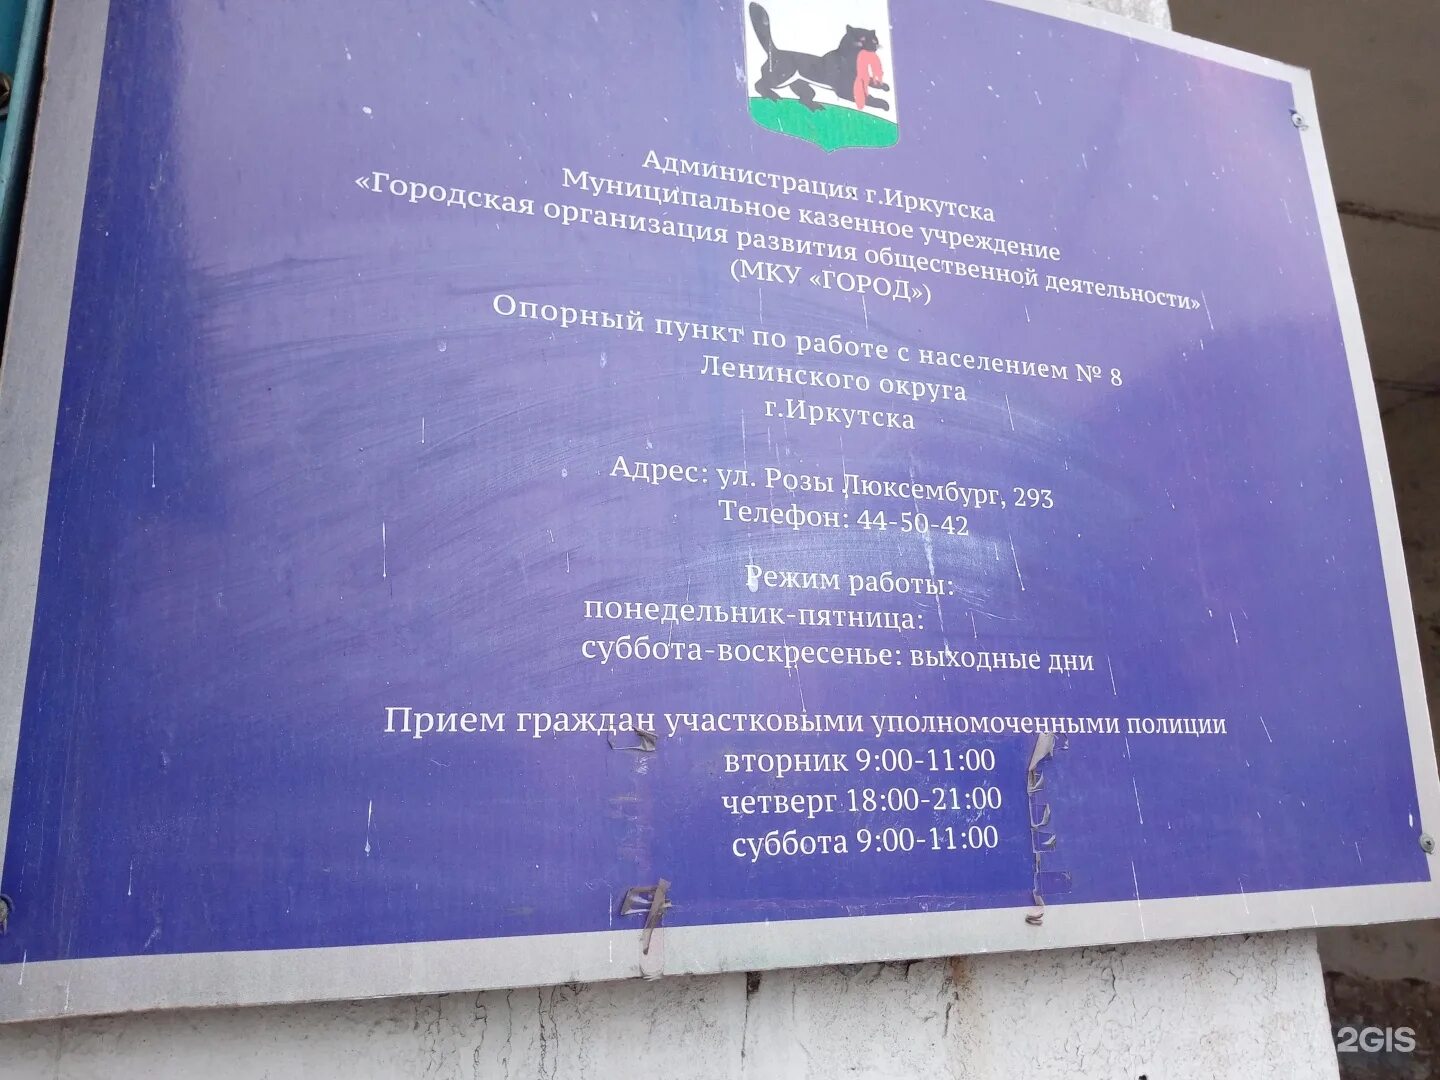 Администрация г.Иркутска
Муниципальное казенное учреждение
«Городская организация развития общественной деятельности»
(МКУ «ГОРОД»)
Опорный пункт по работе с населением № 8
Ленинского округа
г.Иркутска
Адрес: ул. Розы Люксембург, 293
Телефон: 44-50-42
Режим работы:
понедельник-пятница:
суббота-воскресенье: выходные дни
Прием граждан участковыми уполномоченными полиции
вторник 9:00-11:00
четверг 18:00-21:00
суббота 9:00-11:00
2GIS